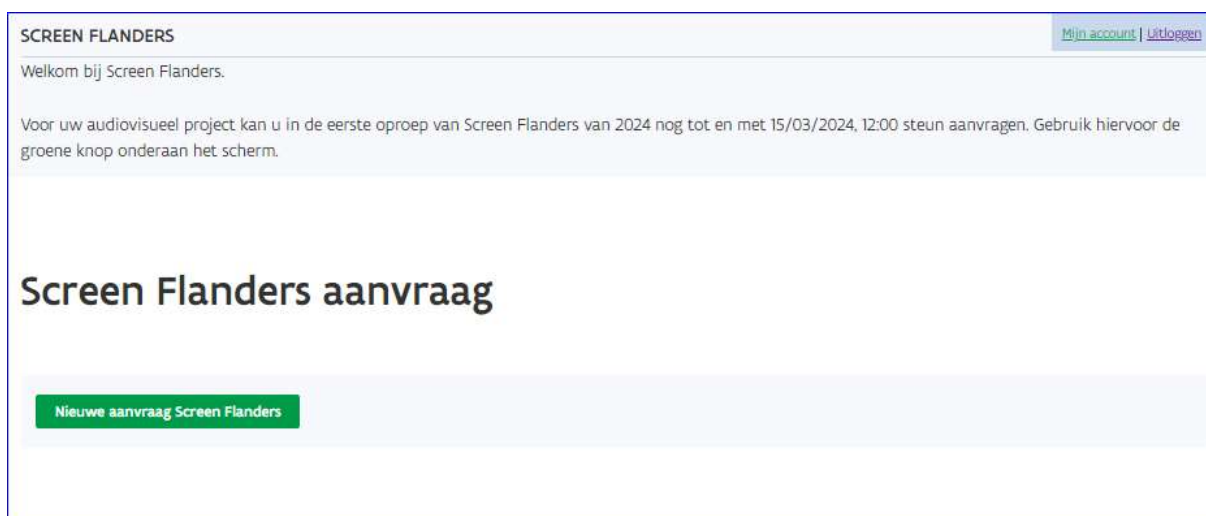 SCREEN FLANDERS
Mijn account | Uitloggen
Welkom bij Screen Flanders.
Voor uw audiovisueel project kan u in de eerste oproep van Screen Flanders van 2024 nog tot en met 15/03/2024, 12:00 steun aanvragen. Gebruik hiervoor de
groene knop onderaan het scherm.
Screen Flanders aanvraag
Nieuwe aanvraag Screen Flanders